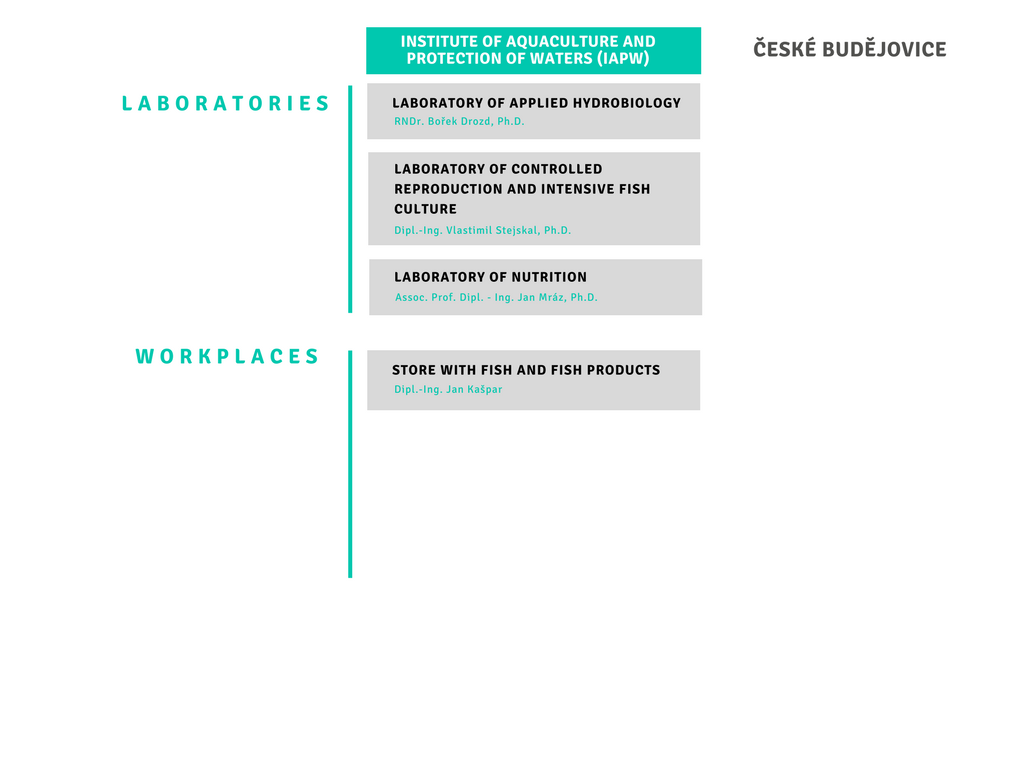 INSTITUTE OF AQUACULTURE AND
PROTECTION OF WATERS (IAPW)
ČESKÉ BUDĚJOVICE
LABORATORIES
LABORATORY OF APPLIED HYDROBIOLOGY
RNDr. Bořek Drozd, Ph.D.
LABORATORY OF CONTROLLED
REPRODUCTION AND INTENSIVE FISH
CULTURE
Dipl.-Ing. Vlastimil Stejskal, Ph.D.
LABORATORY OF NUTRITION
Assoc. Prof. Dipl. - Ing. Jan Mráz, Ph.D.
WORKPLACES
STORE WITH FISH AND FISH PRODUCTS
Dipl.-Ing. Jan Kašpar